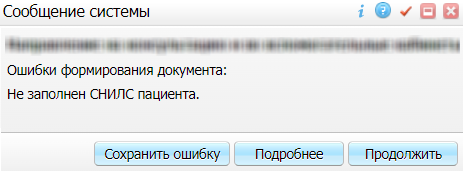 Сообщение системы
Ошибки формирования документа:
Не заполнен СНИЛС пациента.
Сохранить ошибку
Подробнее
Продолжить